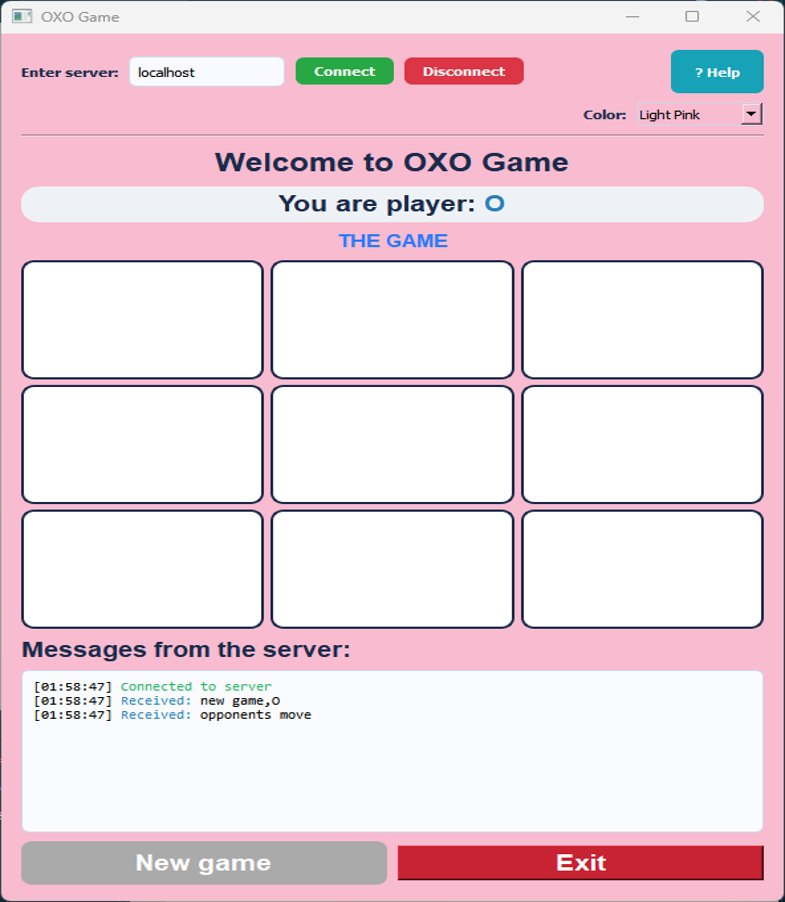 OXO Game
Enter server: localhost Connect Disconnect ? Help
Color: Light Pink
Welcome to OXO Game
You are player: O
THE GAME
Messages from the server:
[01:58:47] Connected to server
[01:58:47] Received: new game,O
[01:58:47] Received: opponents move
New game Exit